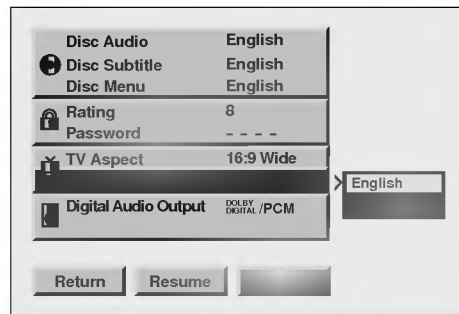 Disc Audio English
Disc Subtitle English
Disc Menu English
Rating 8
Password - - - -
TV Aspect 16:9 Wide
English
Digital Audio Output DOLBY DIGITAL /PCM
Return Resume